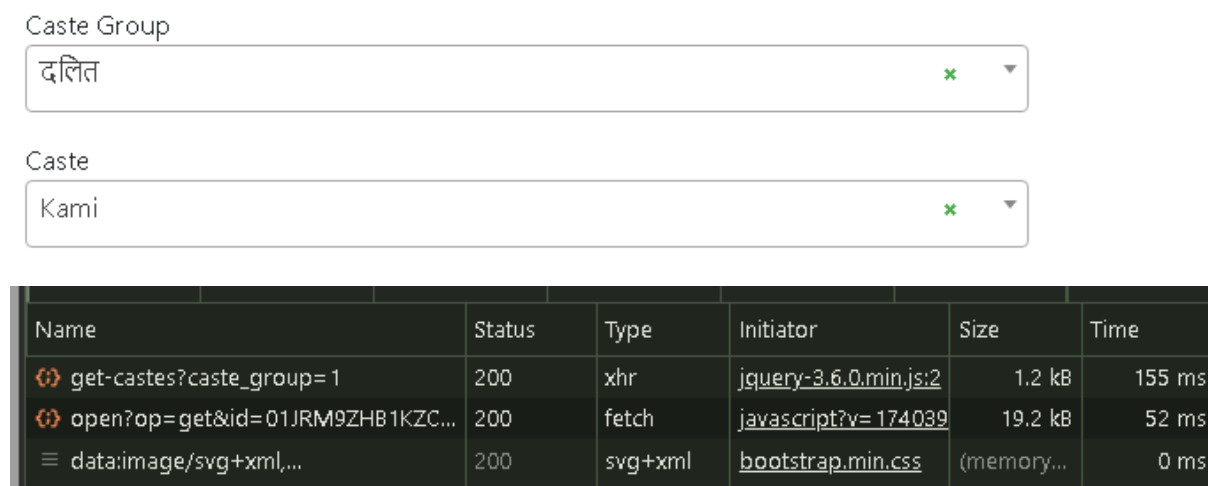 Caste Group
दलित
Caste
Kami
Name Status Type Initiator Size Time
get-castes?caste_group=1 200 xhr jquery-3.6.0.min.js:2 1.2 kB 155 ms
open?op=get&id=01JRM9ZHB1KZC... 200 fetch javascript?v=174039 19.2 kB 52 ms
data:image/svg+xml,... 200 svg+xml bootstrap.min.css (memory... 0 ms